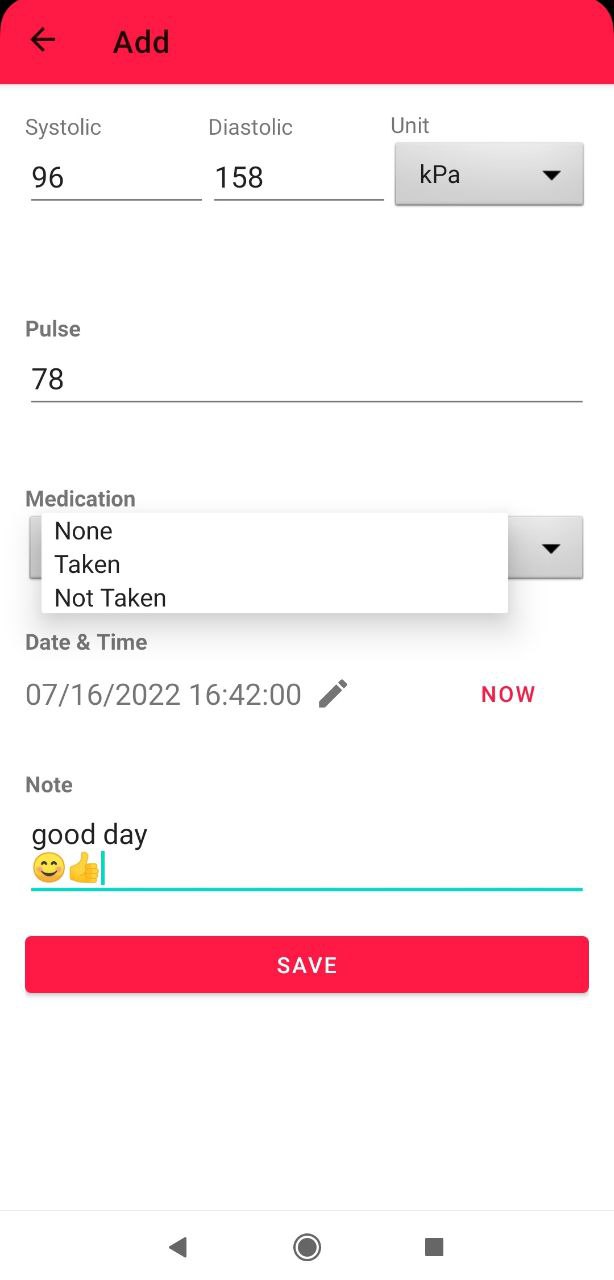 Add
Systolic Diastolic Unit
96 158 kPa
Pulse
78
Medication
None
Taken
Not Taken
Date & Time
07/16/2022 16:42:00 NOW
Note
good day
😊👍
SAVE